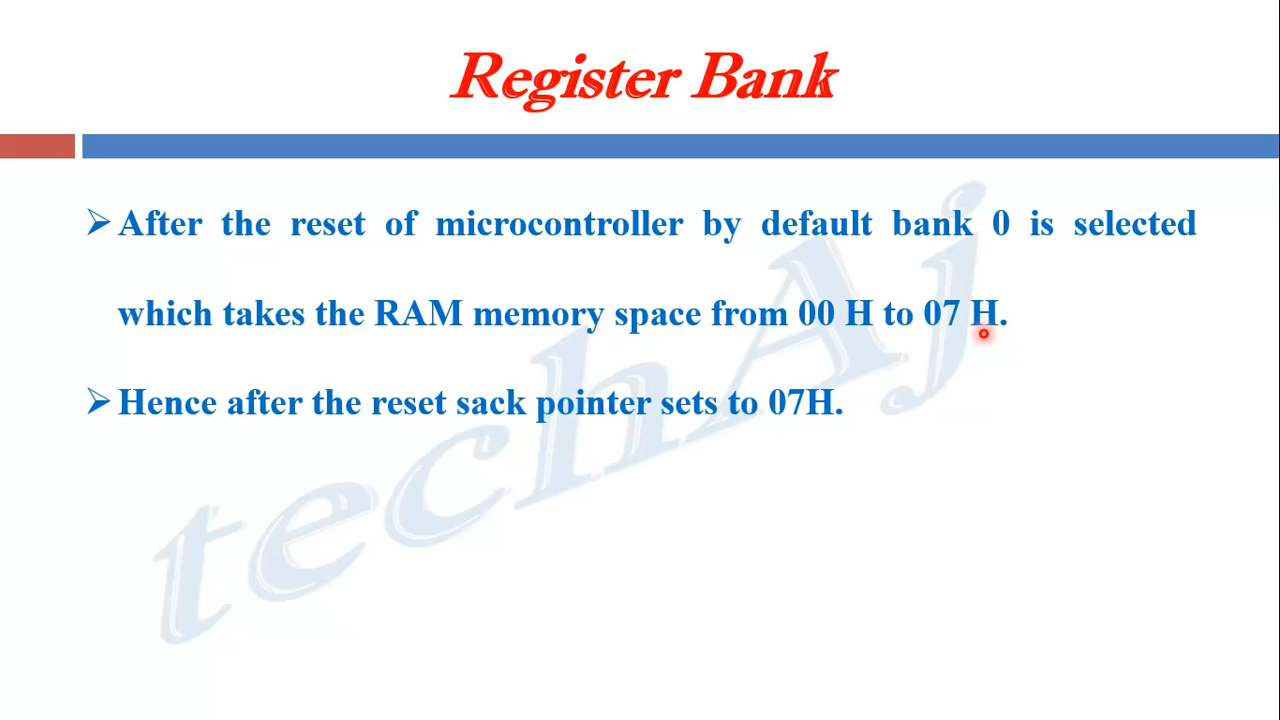 Register Bank
After the reset of microcontroller by default bank 0 is selected
which takes the RAM memory space from 00 H to 07 H.
Hence after the reset sack pointer sets to 07H.
techAj